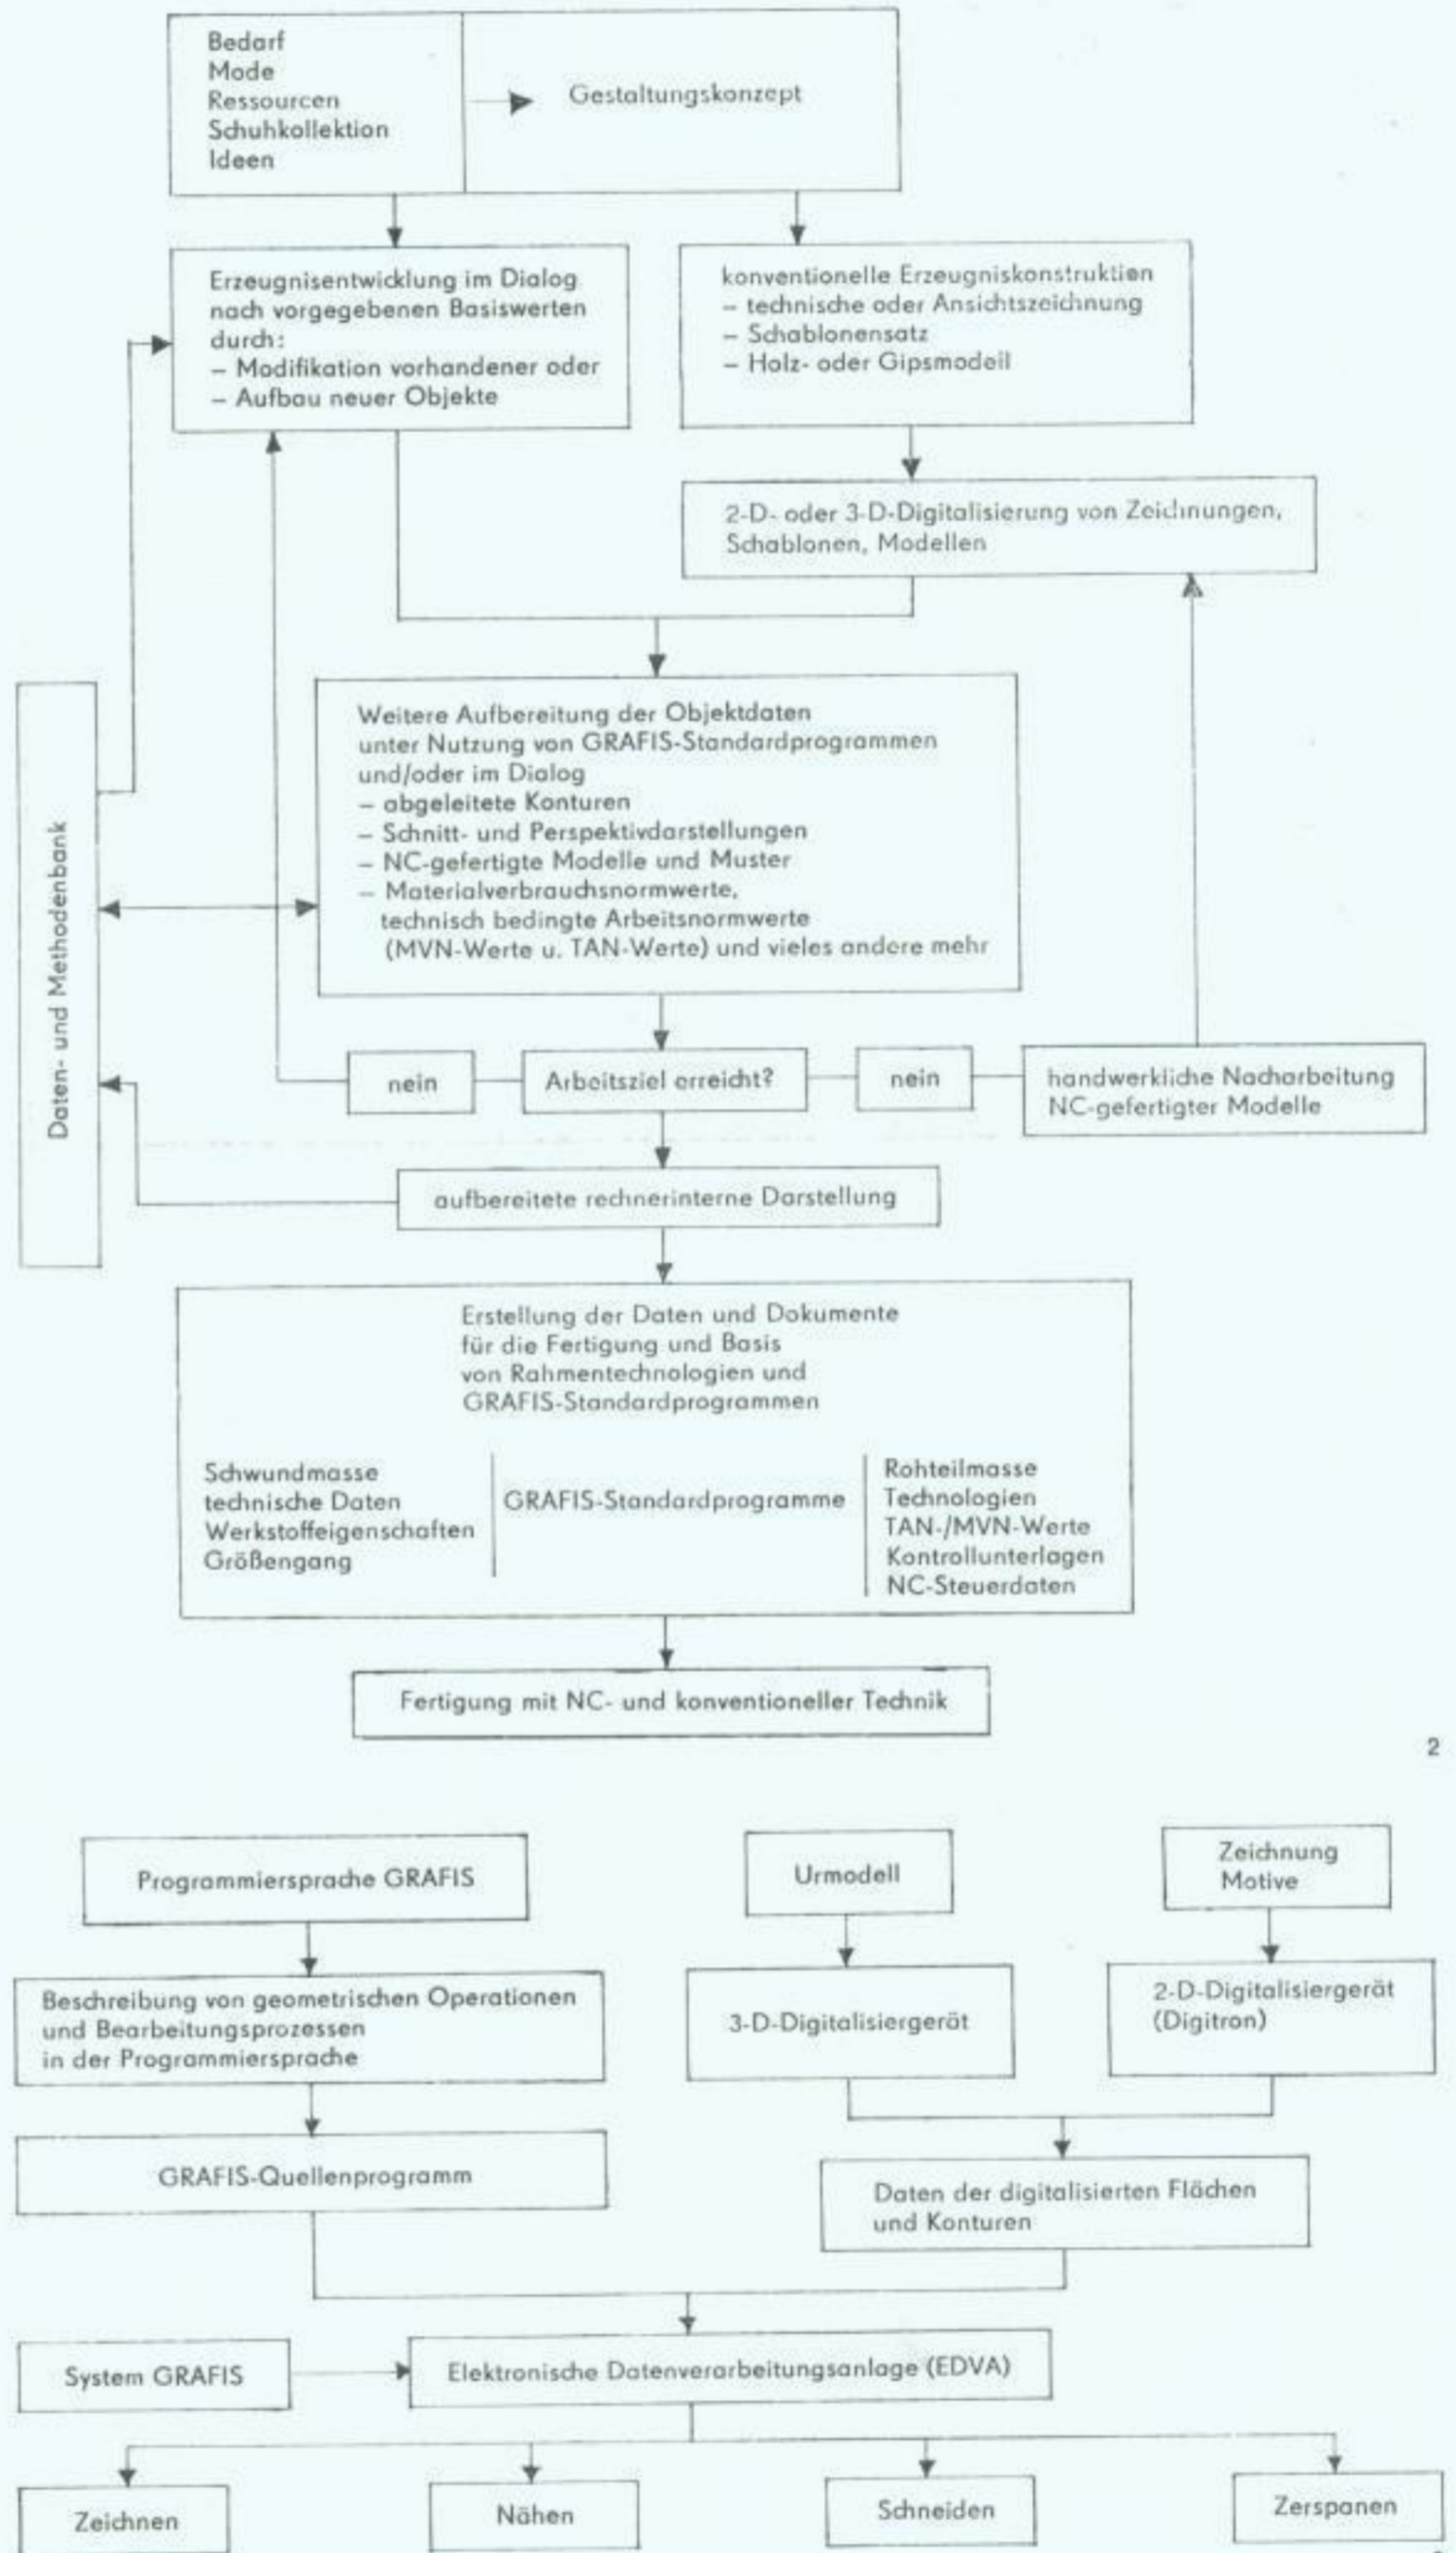 Bedarf
Mode
Ressourcen
Schuhkollektion
Ideen
Gestaltungskonzept
Erzeugnisentwicklung im Dialog
nach vorgegebenen Basiswerten
durch:
– Modifikation vorhandener oder
– Aufbau neuer Objekte
konventionelle Erzeugniskonstruktion
– technische oder Ansichtszeichnung
– Schablonensatz
– Holz- oder Gipsmodell
2-D- oder 3-D-Digitalisierung von Zeichnungen,
Schablonen, Modellen
Daten- und Methodenbank
Weitere Aufbereitung der Objektdaten
unter Nutzung von GRAFIS-Standardprogrammen
und/oder im Dialog
– abgeleitete Konturen
– Schnitt- und Perspektivdarstellungen
– NC-gefertigte Modelle und Muster
– Materialverbrauchsnormwerte,
technisch bedingte Arbeitsnormwerte
(MVN-Werte u. TAN-Werte) und vieles andere mehr
nein
Arbeitsziel erreicht?
nein
handwerkliche Nacharbeitung
NC-gefertigter Modelle
aufbereitete rechnerinterne Darstellung
Erstellung der Daten und Dokumente
für die Fertigung und Basis
von Rahmentechnologien und
GRAFIS-Standardprogrammen
Schwundmasse
technische Daten
Werkstoffeigenschaften
Größengang
GRAFIS-Standardprogramme
Rohteilmasse
Technologien
TAN-/MVN-Werte
Kontrollunterlagen
NC-Steuerdaten
Fertigung mit NC- und konventioneller Technik
2
Programmiersprache GRAFIS
Urmodell
Zeichnung
Motive
Beschreibung von geometrischen Operationen
und Bearbeitungsprozessen
in der Programmiersprache
3-D-Digitalisiergerät
2-D-Digitalisiergerät
(Digitron)
GRAFIS-Quellenprogramm
Daten der digitalisierten Flächen
und Konturen
System GRAFIS
Elektronische Datenverarbeitungsanlage (EDVA)
Zeichnen
Nähen
Schneiden
Zerspanen